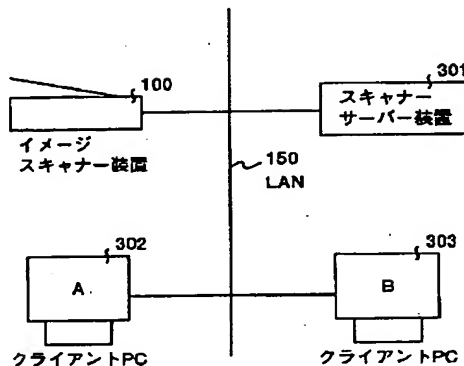 100
イメージ
スキャナー装置
301
スキャナー
サーバー装置
150
LAN
302
A
クライアントPC
303
B
クライアントPC